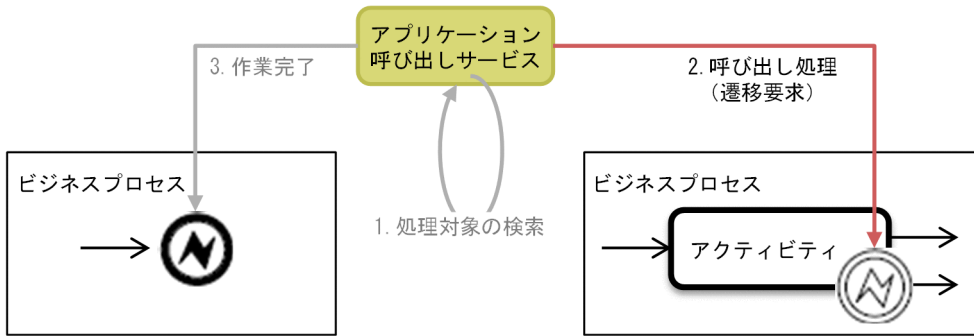 アプリケーション
呼び出しサービス
3. 作業完了
2. 呼び出し処理
（遷移要求）
ビジネスプロセス
ビジネスプロセス
1. 処理対象の検索
アクティビティ